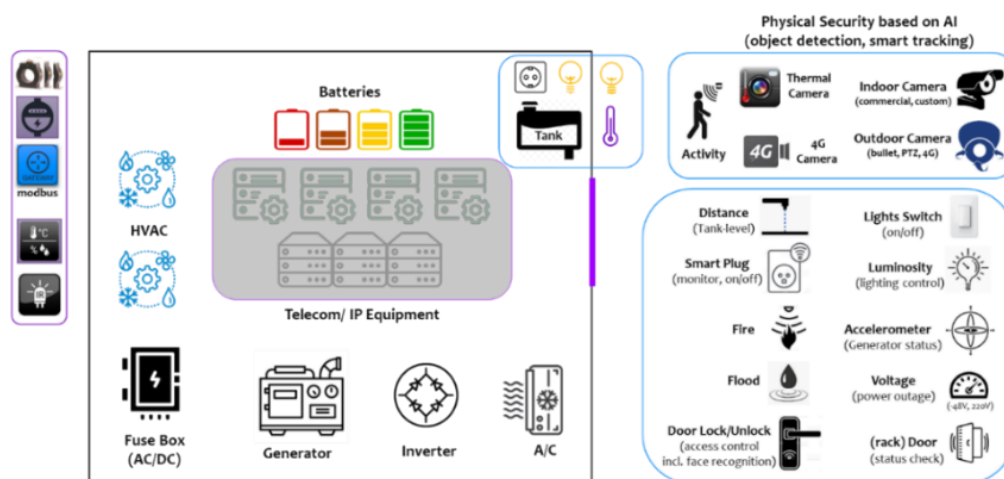 Physical Security based on AI
(object detection, smart tracking)
Batteries
Tank
Thermal
Camera
Indoor Camera
(commercial, custom)
4G
4G
Camera
Outdoor Camera
(bullet, PTZ, 4G)
Activity
GATEWAY
modbus
HVAC
°C
%
Telecom/ IP Equipment
Distance
(Tank-level)
Lights Switch
(on/off)
Smart Plug
(monitor, on/off)
Luminosity
(lighting control)
Fire
Accelerometer
(Generator status)
Flood
Voltage
(power outage)
(-48V, 220V)
Door Lock/Unlock
(access control
incl. face recognition)
(rack) Door
(status check)
Fuse Box
(AC/DC)
Generator
Inverter
A/C